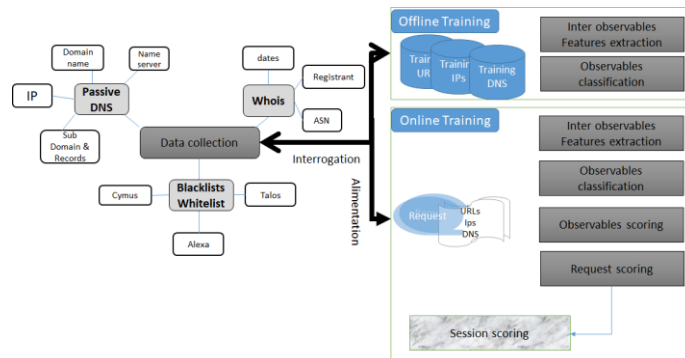 Domain
name
Name
server
IP
Passive
DNS
Sub
Domain &
Records
dates
Registrant
Whois
ASN
Data collection
Interrogation
Alimentation
Blacklists
Whitelist
Cymus
Talos
Alexa
Offline Training
Training
IPs
Training
DNS
Inter observables
Features extraction
Observables
classification
Online Training
Request
URLs
Ips
DNS
Inter observables
Features extraction
Observables
classification
Observables scoring
Request scoring
Session scoring